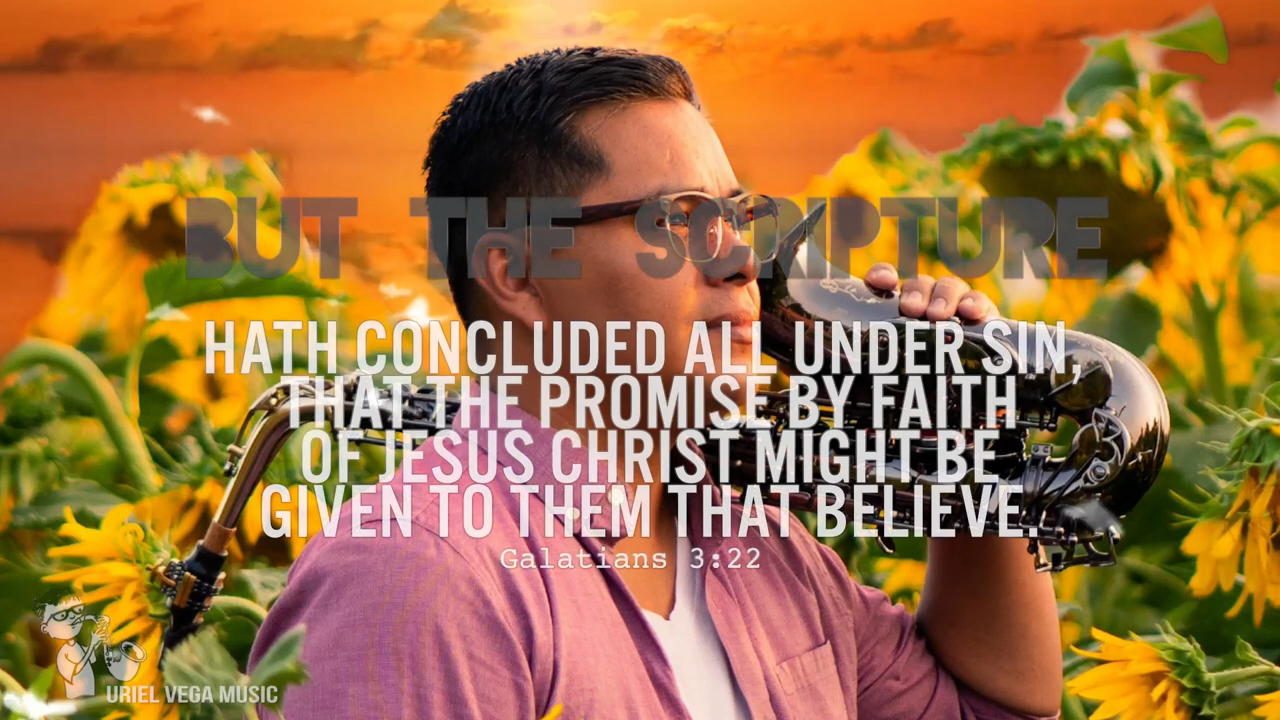 BUT THE SCRIPTURE
HATH CONCLUDED ALL UNDER SIN,
THAT THE PROMISE BY FAITH
OF JESUS CHRIST MIGHT BE
GIVEN TO THEM THAT BELIEVE.
Galatians 3:22
URIEL VEGA MUSIC